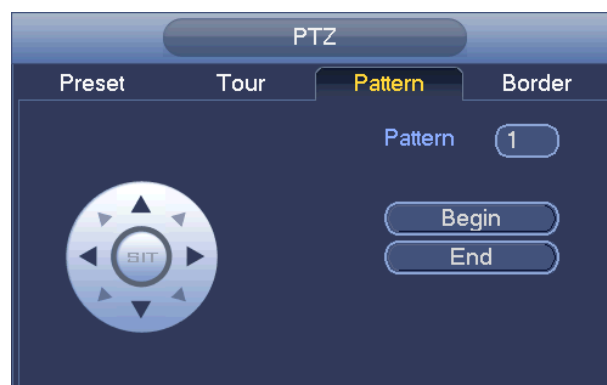 PTZ
Preset Tour Pattern Border
Pattern 1
SIT
Begin
End